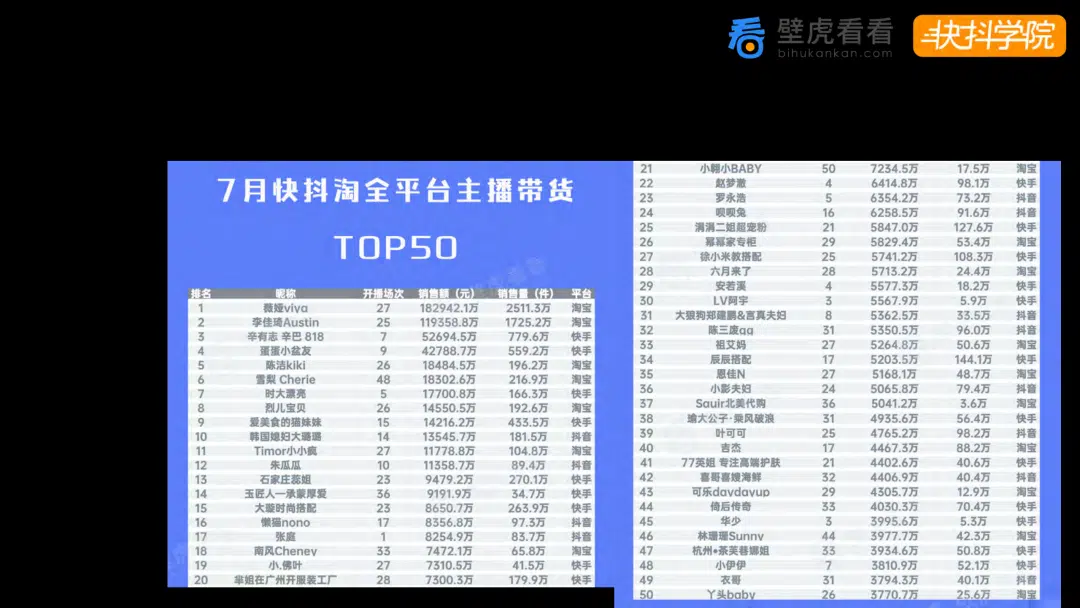 看 壁虎看看
bihukankan.com
快抖学院
7月快抖淘全平台主播带货
TOP50
排名 昵称 开播场次 销售额（元） 销售量（件） 平台
1 薇娅viya 27 182942.1万 2511.3万 淘宝
2 李佳琦Austin 25 119358.8万 1725.2万 淘宝
3 辛有志 辛巴 818 7 52694.5万 779.6万 快手
4 蛋蛋小盆友 9 42788.7万 559.2万 快手
5 陈洁kiki 26 18484.5万 196.2万 淘宝
6 雪梨 Cherie 48 18302.6万 216.9万 淘宝
7 时大漂亮 5 17700.8万 166.3万 快手
8 烈儿宝贝 26 14550.5万 192.6万 淘宝
9 爱美食的猫妹妹 15 14216.2万 433.5万 快手
10 韩国媳妇大璐璐 14 13545.7万 181.5万 抖音
11 Timor小小疯 27 11778.8万 104.8万 淘宝
12 朱瓜瓜 10 11358.7万 89.4万 抖音
13 石家庄蕊姐 23 9479.2万 270.1万 快手
14 玉匠人一承蒙厚爱 36 9191.9万 34.7万 快手
15 大璇时尚搭配 23 8650.7万 263.9万 快手
16 懒猫nono 17 8356.8万 97.3万 抖音
17 张庭 1 8254.9万 83.7万 抖音
18 南风Cheney 33 7472.1万 65.8万 淘宝
19 小.佛叶 27 7310.5万 41.5万 快手
20 芈姐在广州开服装工厂 28 7300.3万 179.9万 快手
21 小翱小BABY 50 7234.5万 17.5万 淘宝
22 赵梦澈 4 6414.8万 98.1万 快手
23 罗永浩 5 6354.2万 73.2万 抖音
24 呗呗兔 16 6258.5万 91.6万 抖音
25 涓涓二姐超宠粉 21 5847.0万 127.6万 快手
26 幂幂家专柜 29 5829.4万 53.4万 淘宝
27 徐小米教搭配 25 5741.2万 108.3万 快手
28 六月来了 28 5713.2万 24.4万 淘宝
29 安若溪 4 5577.3万 18.2万 快手
30 LV阿宇 3 5567.9万 5.9万 快手
31 大狼狗郑建鹏&言真夫妇 8 5362.5万 33.5万 抖音
32 陈三废qq 31 5350.5万 96.0万 抖音
33 祖艾妈 27 5264.8万 50.6万 淘宝
34 辰辰搭配 17 5203.5万 144.1万 快手
35 恩佳N 27 5168.1万 48.7万 淘宝
36 小影夫妇 24 5065.8万 79.4万 抖音
37 Sauir北美代购 36 5041.2万 3.6万 淘宝
38 瑜大公子·乘风破浪 31 4935.6万 56.4万 快手
39 叶可可 25 4765.2万 98.2万 抖音
40 吉杰 17 4467.3万 88.2万 淘宝
41 77英姐 专注高端护肤 21 4402.6万 40.6万 快手
42 喜哥喜嫂海鲜 32 4406.9万 40.4万 抖音
43 可乐daydayup 29 4305.7万 12.9万 淘宝
44 倚后传奇 33 4030.3万 70.4万 快手
45 华少 3 3995.6万 5.3万 快手
46 林珊珊Sunny 44 3977.7万 42.3万 淘宝
47 杭州•茶芙蓉娜姐 33 3934.6万 50.8万 快手
48 小伊伊 7 3810.9万 52.1万 快手
49 衣哥 31 3794.3万 40.1万 抖音
50 丫头baby 26 3770.7万 25.6万 淘宝